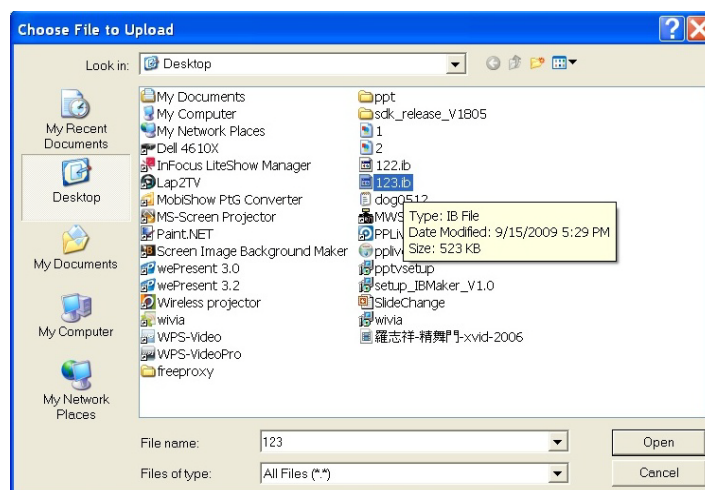 Choose File to Upload
Look in:
Desktop
My Recent
Documents
Desktop
My Documents
My Computer
My Network
Places
My Documents
My Computer
My Network Places
Dell 4610X
InFocus LiteShow Manager
Lap2TV
MobiShow PtG Converter
MS-Screen Projector
Paint.NET
Screen Image Background Maker
wePresent 3.0
wePresent 3.2
Wireless projector
wivia
WPS-Video
WPS-VideoPro
freeproxy
ppt
sdk_release_V1805
1
2
122.ib
123.ib
dog0512
MWS
PPLiv
pplive
pptvsetup
setup_IBMaker_V1.0
SlideChange
wivia
羅志祥-精舞門-xvid-2006
Type: IB File
Date Modified: 9/15/2009 5:29 PM
Size: 523 KB
File name:
123
Open
Files of type:
All Files (*.*)
Cancel